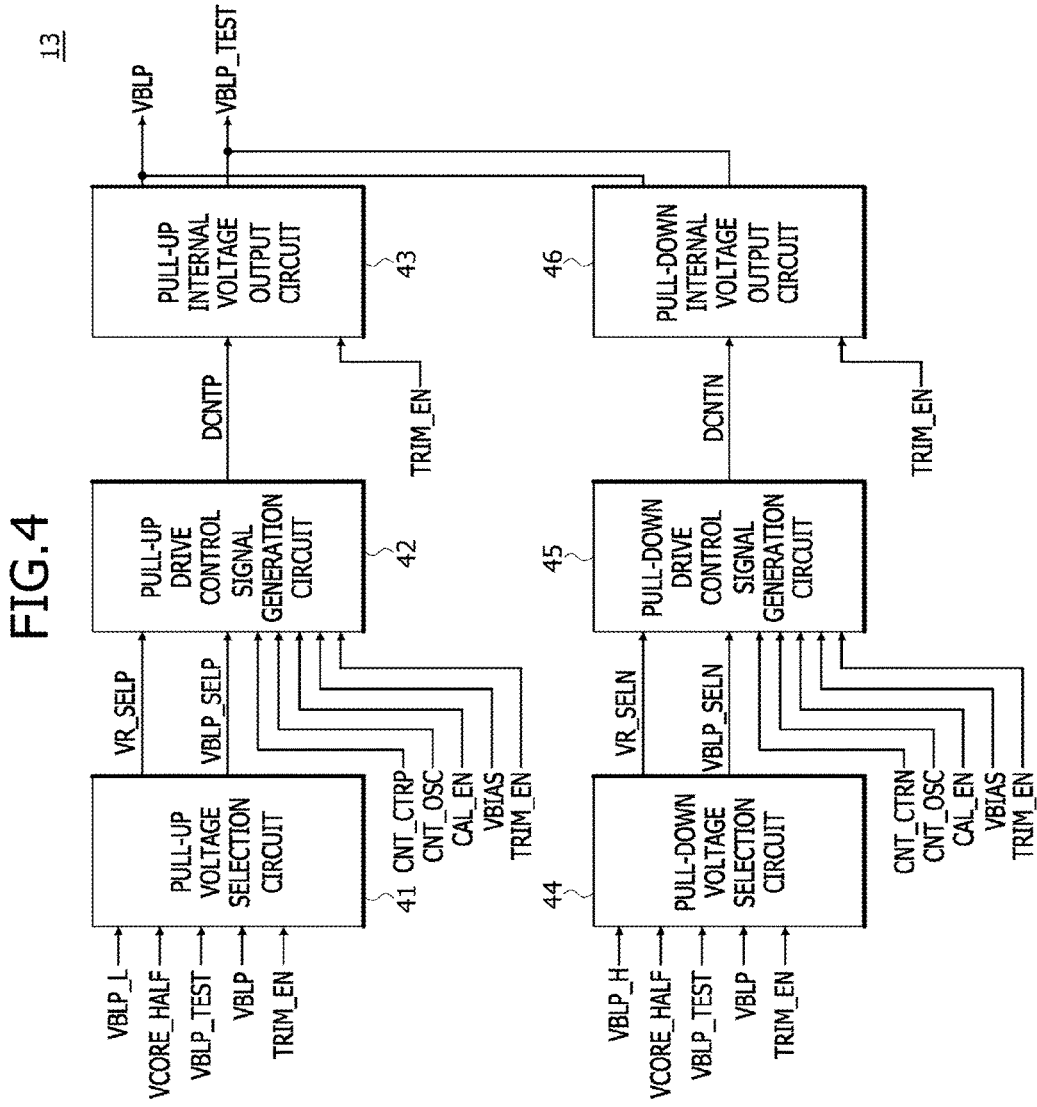 FIG.4
13
VBLP_L
VCORE_HALF
VBLP_TEST
VBLP
TRIM_EN
PULL-UP
VOLTAGE
SELECTION
CIRCUIT
41
VR_SELP
VBLP_SELP
CNT_CTRP
CNT_OSC
CAL_EN
VBIAS
TRIM_EN
PULL-UP
DRIVE
CONTROL
SIGNAL
GENERATION
CIRCUIT
42
DCNTP
TRIM_EN
PULL-UP
INTERNAL
VOLTAGE
OUTPUT
CIRCUIT
43
VBLP
VBLP_TEST
VBLP_H
VCORE_HALF
VBLP_TEST
VBLP
TRIM_EN
44
PULL-DOWN
VOLTAGE
SELECTION
CIRCUIT
VR_SELN
VBLP_SELN
CNT_CTRN
CNT_OSC
CAL_EN
VBIAS
TRIM_EN
45
PULL-DOWN
DRIVE
CONTROL
SIGNAL
GENERATION
CIRCUIT
DCNTN
TRIM_EN
46
PULL-DOWN
INTERNAL
VOLTAGE
OUTPUT
CIRCUIT